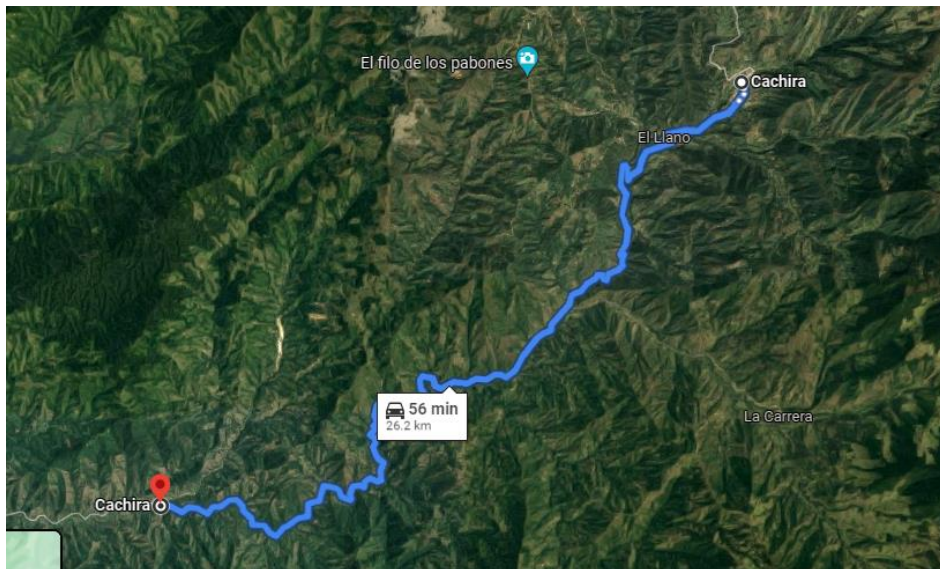 El filo de los pabones
Cachira
El Llano
56 min
26.2 km
La Carrera
Cachira